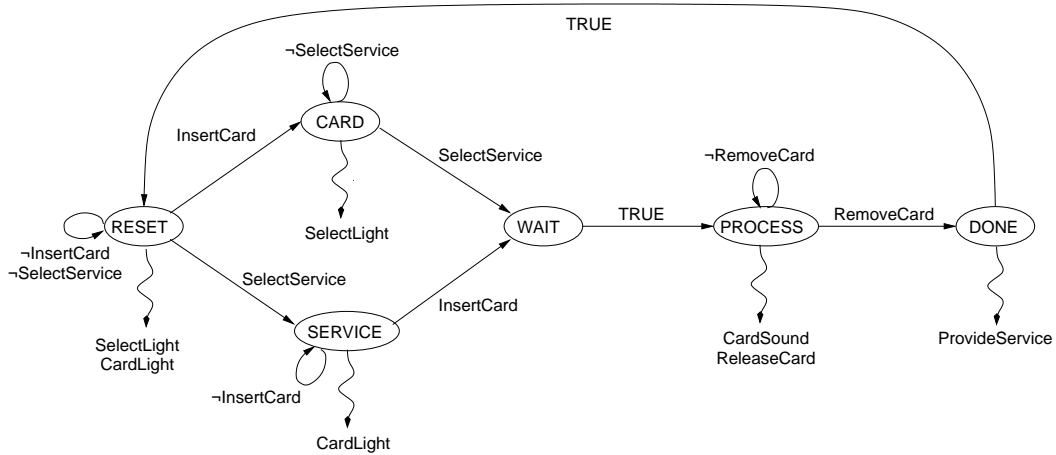 TRUE
¬SelectService
CARD
InsertCard
SelectService
¬RemoveCard
SelectLight
RESET
WAIT
TRUE
PROCESS
RemoveCard
DONE
¬InsertCard
¬SelectService
SelectService
InsertCard
SERVICE
SelectLight
CardLight
CardSound
ReleaseCard
ProvideService
¬InsertCard
CardLight